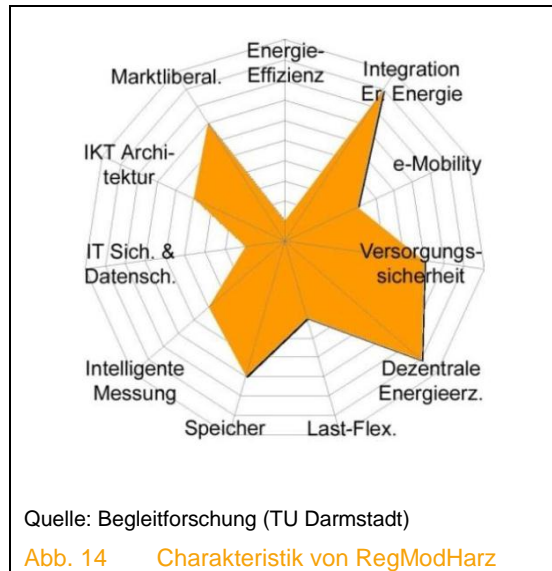 Energie-
Effizienz
Integration
Er. Energie
e-Mobility
Versorgungs-
sicherheit
Dezentrale
Energieerz.
Last-Flex.
Speicher
Intelligente
Messung
IT Sich. &
Datensch.
IKT Archi-
tektur
Marktliberal.
Quelle: Begleitforschung (TU Darmstadt)
Abb. 14 Charakteristik von RegModHarz